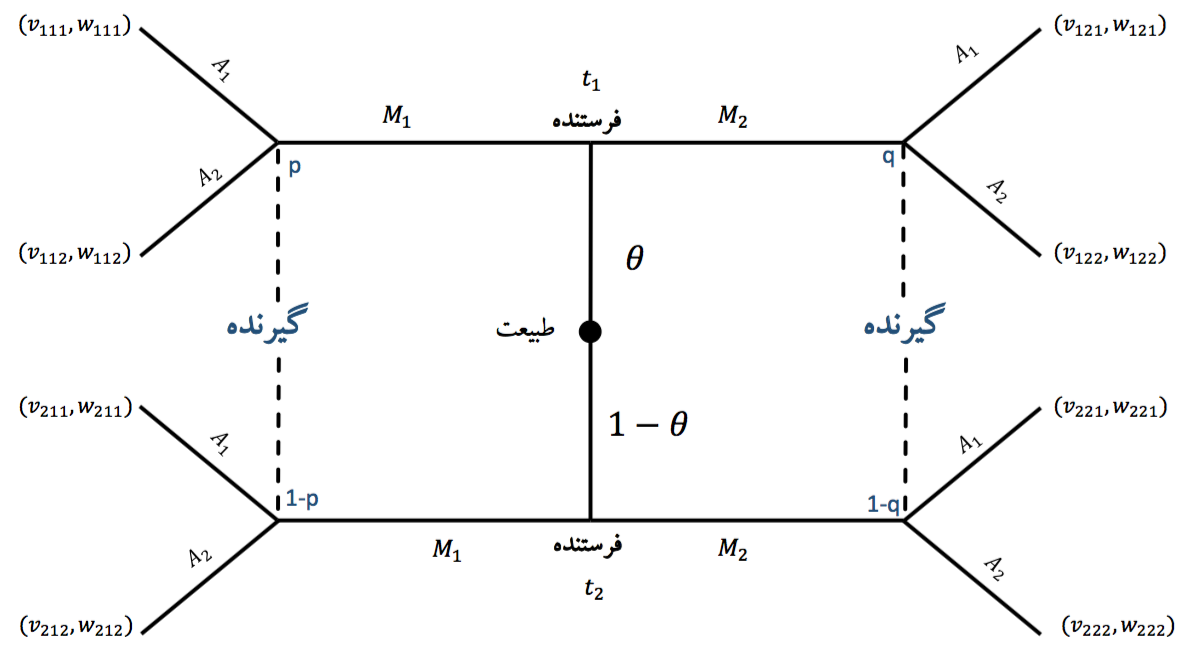 (v₁₁₁, w₁₁₁)
(v₁₂₁, w₁₂₁)
A₁
A₁
t₁
M₁
فرستنده
M₂
p
q
A₂
A₂
(v₁₁₂, w₁₁₂)
(v₁₂₂, w₁₂₂)
θ
گیرنده
طبیعت
گیرنده
(v₂₁₁, w₂₁₁)
(v₂₂₁, w₂₂₁)
1 − θ
A₁
A₁
1-p
1-q
M₁
فرستنده
M₂
A₂
A₂
t₂
(v₂₁₂, w₂₁₂)
(v₂₂₂, w₂₂₂)